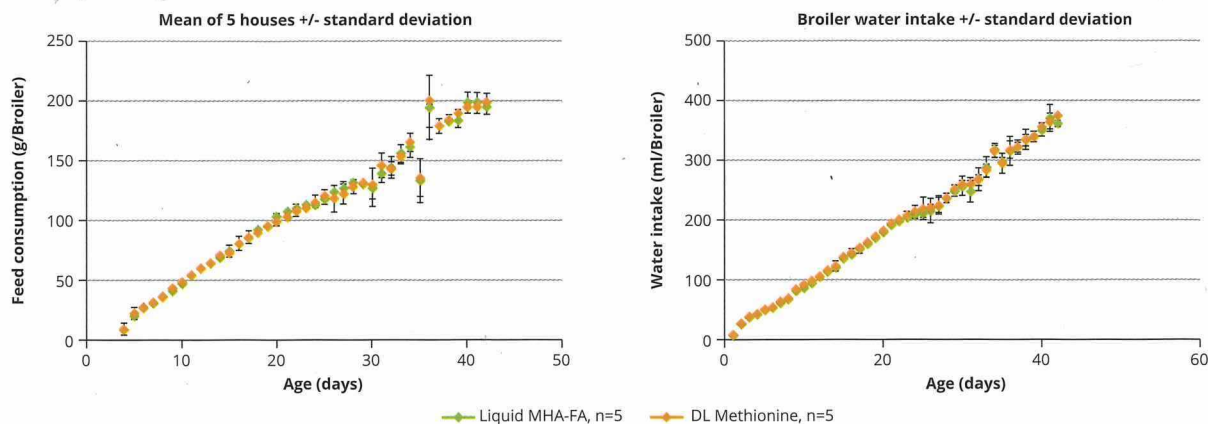 Mean of 5 houses +/- standard deviation
Feed consumption (g/Broiler)
250
200
150
100
50
0
0 10 20 30 40 50
Age (days)
Broiler water intake +/- standard deviation
Water intake (ml/Broiler)
500
400
300
200
100
0
0 20 40 60
Age (days)
Liquid MHA-FA, n=5 DL Methionine, n=5